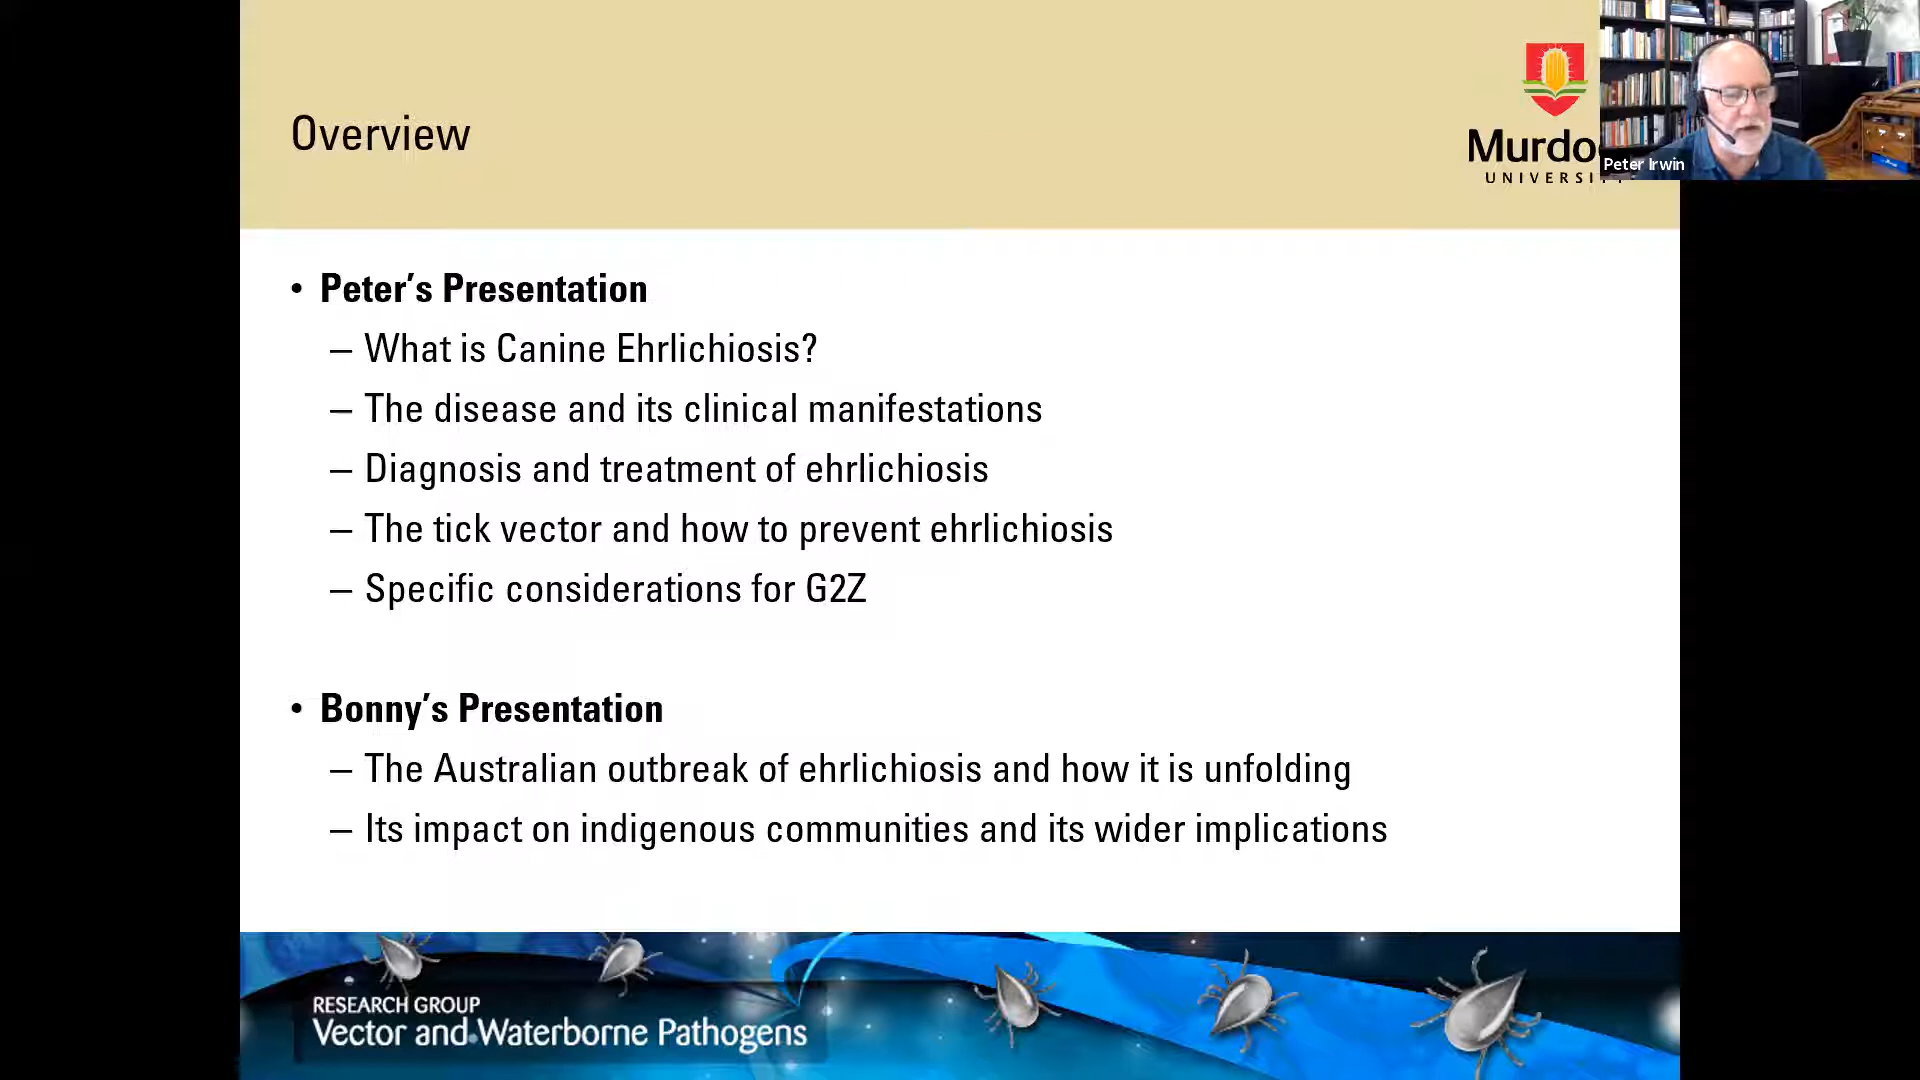 Overview
Murdo
UNIVERSI
Peter Irwin
• Peter’s Presentation
– What is Canine Ehrlichiosis?
– The disease and its clinical manifestations
– Diagnosis and treatment of ehrlichiosis
– The tick vector and how to prevent ehrlichiosis
– Specific considerations for G2Z
• Bonny’s Presentation
– The Australian outbreak of ehrlichiosis and how it is unfolding
– Its impact on indigenous communities and its wider implications
RESEARCH GROUP
Vector and Waterborne Pathogens